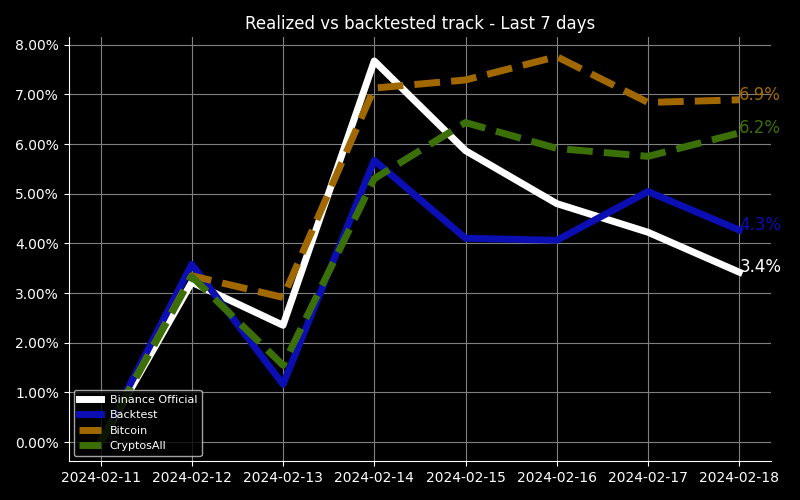 Realized vs backtested track - Last 7 days
8.00%
7.00%
6.00%
5.00%
4.00%
3.00%
2.00%
1.00%
0.00%
6.9%
6.2%
4.3%
3.4%
Binance Official
Backtest
Bitcoin
CryptosAll
2024-02-11 2024-02-12 2024-02-13 2024-02-14 2024-02-15 2024-02-16 2024-02-17 2024-02-18